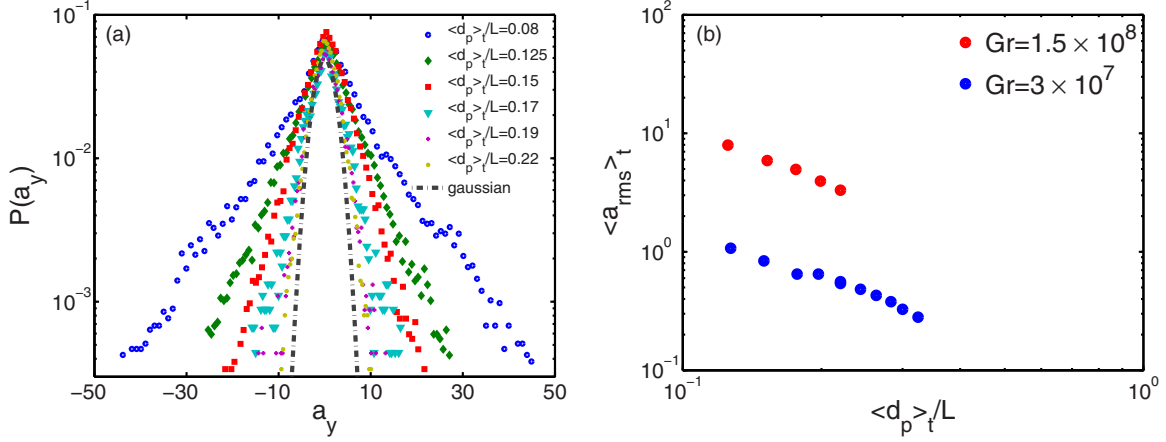 (a)
<d_p>_t/L=0.08
<d_p>_t/L=0.125
<d_p>_t/L=0.15
<d_p>_t/L=0.17
<d_p>_t/L=0.19
<d_p>_t/L=0.22
gaussian
10^−1
10^−2
10^−3
P(a_y)
−50
−30
−10
10
30
50
a_y
(b)
Gr=1.5 × 10^8
Gr=3 × 10^7
10^2
10^1
10^0
10^−1
<a_rms>_t
10^−1
10^0
<d_p>_t/L